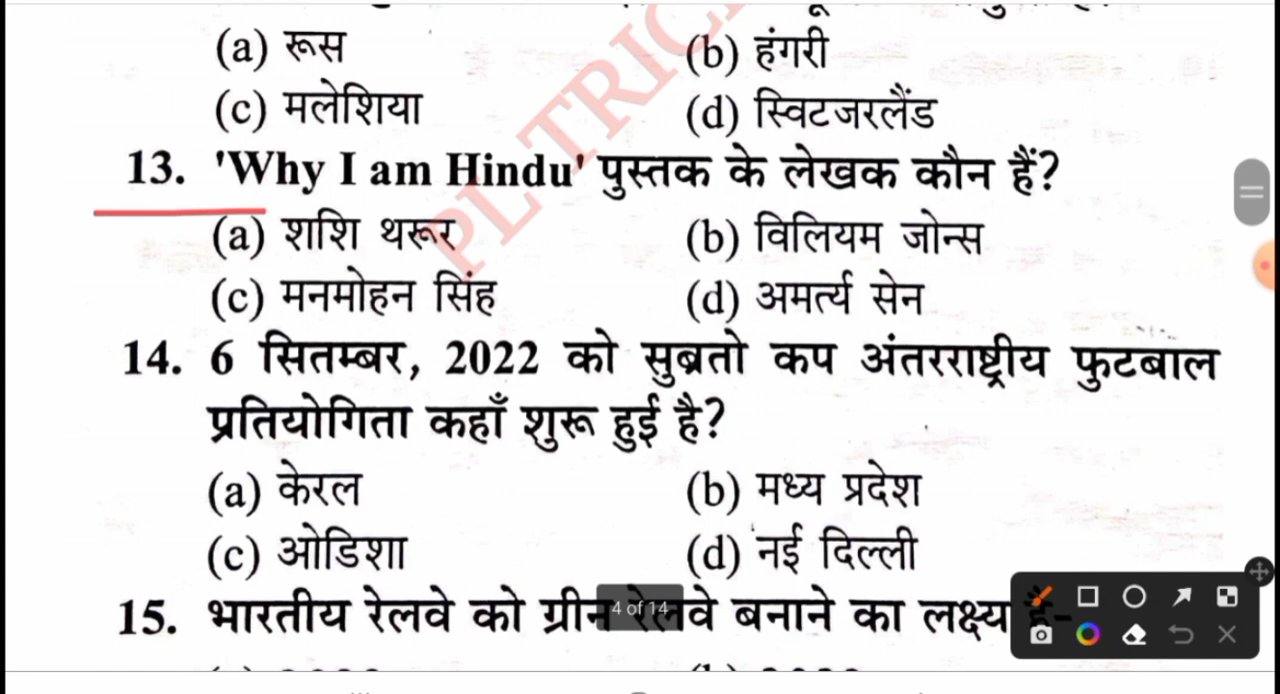 (a) रूस (b) हंगरी
(c) मलेशिया (d) स्विटजरलैंड
13. 'Why I am Hindu' पुस्तक के लेखक कौन हैं?
(a) शशि थरूर (b) विलियम जोन्स
(c) मनमोहन सिंह (d) अमर्त्य सेन
14. 6 सितम्बर, 2022 को सुब्रतो कप अंतरराष्ट्रीय फुटबाल
प्रतियोगिता कहाँ शुरू हुई है?
(a) केरल (b) मध्य प्रदेश
(c) ओडिशा (d) नई दिल्ली
15. भारतीय रेलवे को ग्रीन रेलवे बनाने का लक्ष्य है-
4 of 14